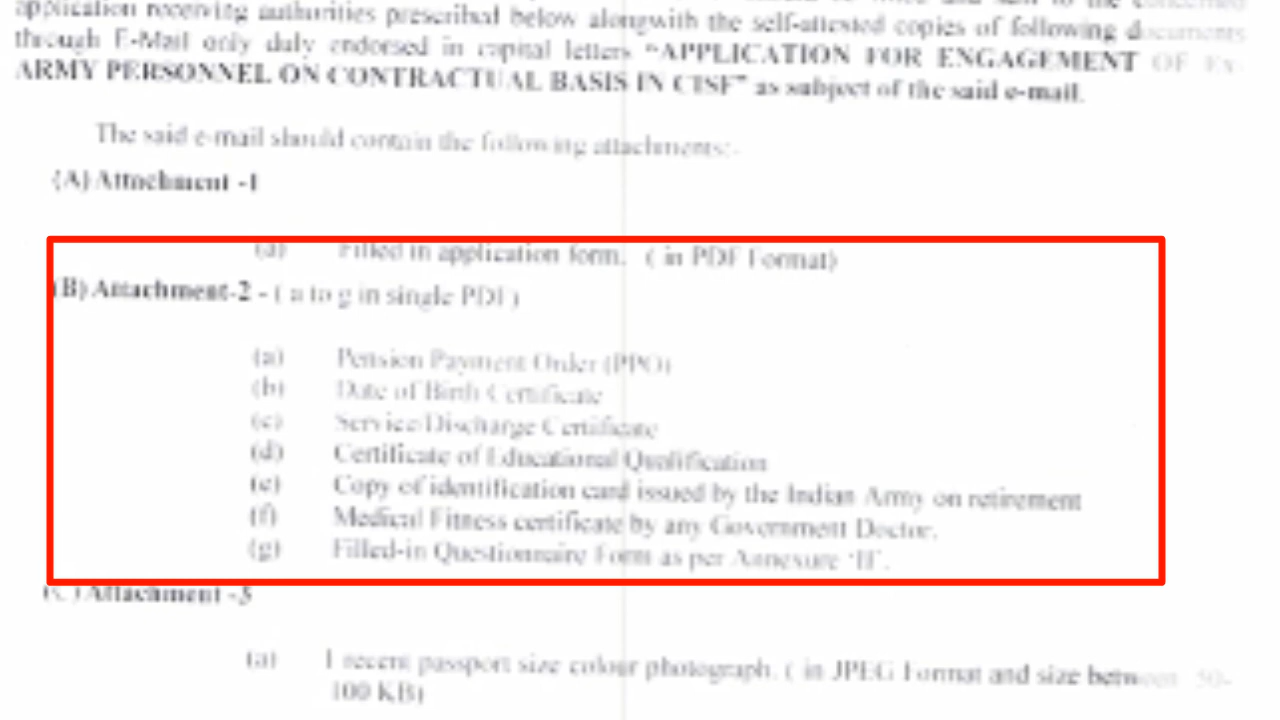 application receiving authorities prescribed below alongwith the self-attested copies of following documents
through E-Mail only duly endorsed in capital letters "APPLICATION FOR ENGAGEMENT OF EX-
ARMY PERSONNEL ON CONTRACTUAL BASIS IN CISF" as subject of the said e-mail.
The said e-mail should contain the following attachments:-
(A) Attachment -1
(a) Filled in application form. ( in PDF Format)
(B) Attachment-2 - ( a to g in single PDF)
(a) Pension Payment Order (PPO)
(b) Date of Birth Certificate
(c) Service/Discharge Certificate
(d) Certificate of Educational Qualification
(e) Copy of identification card issued by the Indian Army on retirement
(f) Medical Fitness certificate by any Government Doctor.
(g) Filled-in Questionnaire Form as per Annexure
(C) Attachment -3
(a) 1 recent passport size colour photograph. ( in JPEG Format and size between 50-
100 KB)